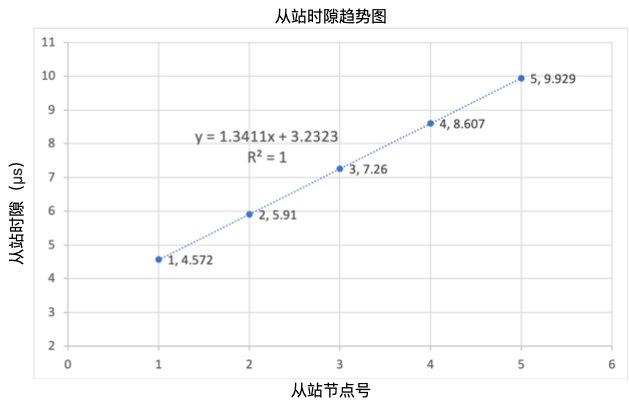 从站时隙趋势图
11
10
9
8
7
6
5
4
3
2
从站时隙（μs）
y = 1.3411x + 3.2323
R² = 1
5, 9.929
4, 8.607
3, 7.26
2, 5.91
1, 4.572
0 1 2 3 4 5 6
从站节点号